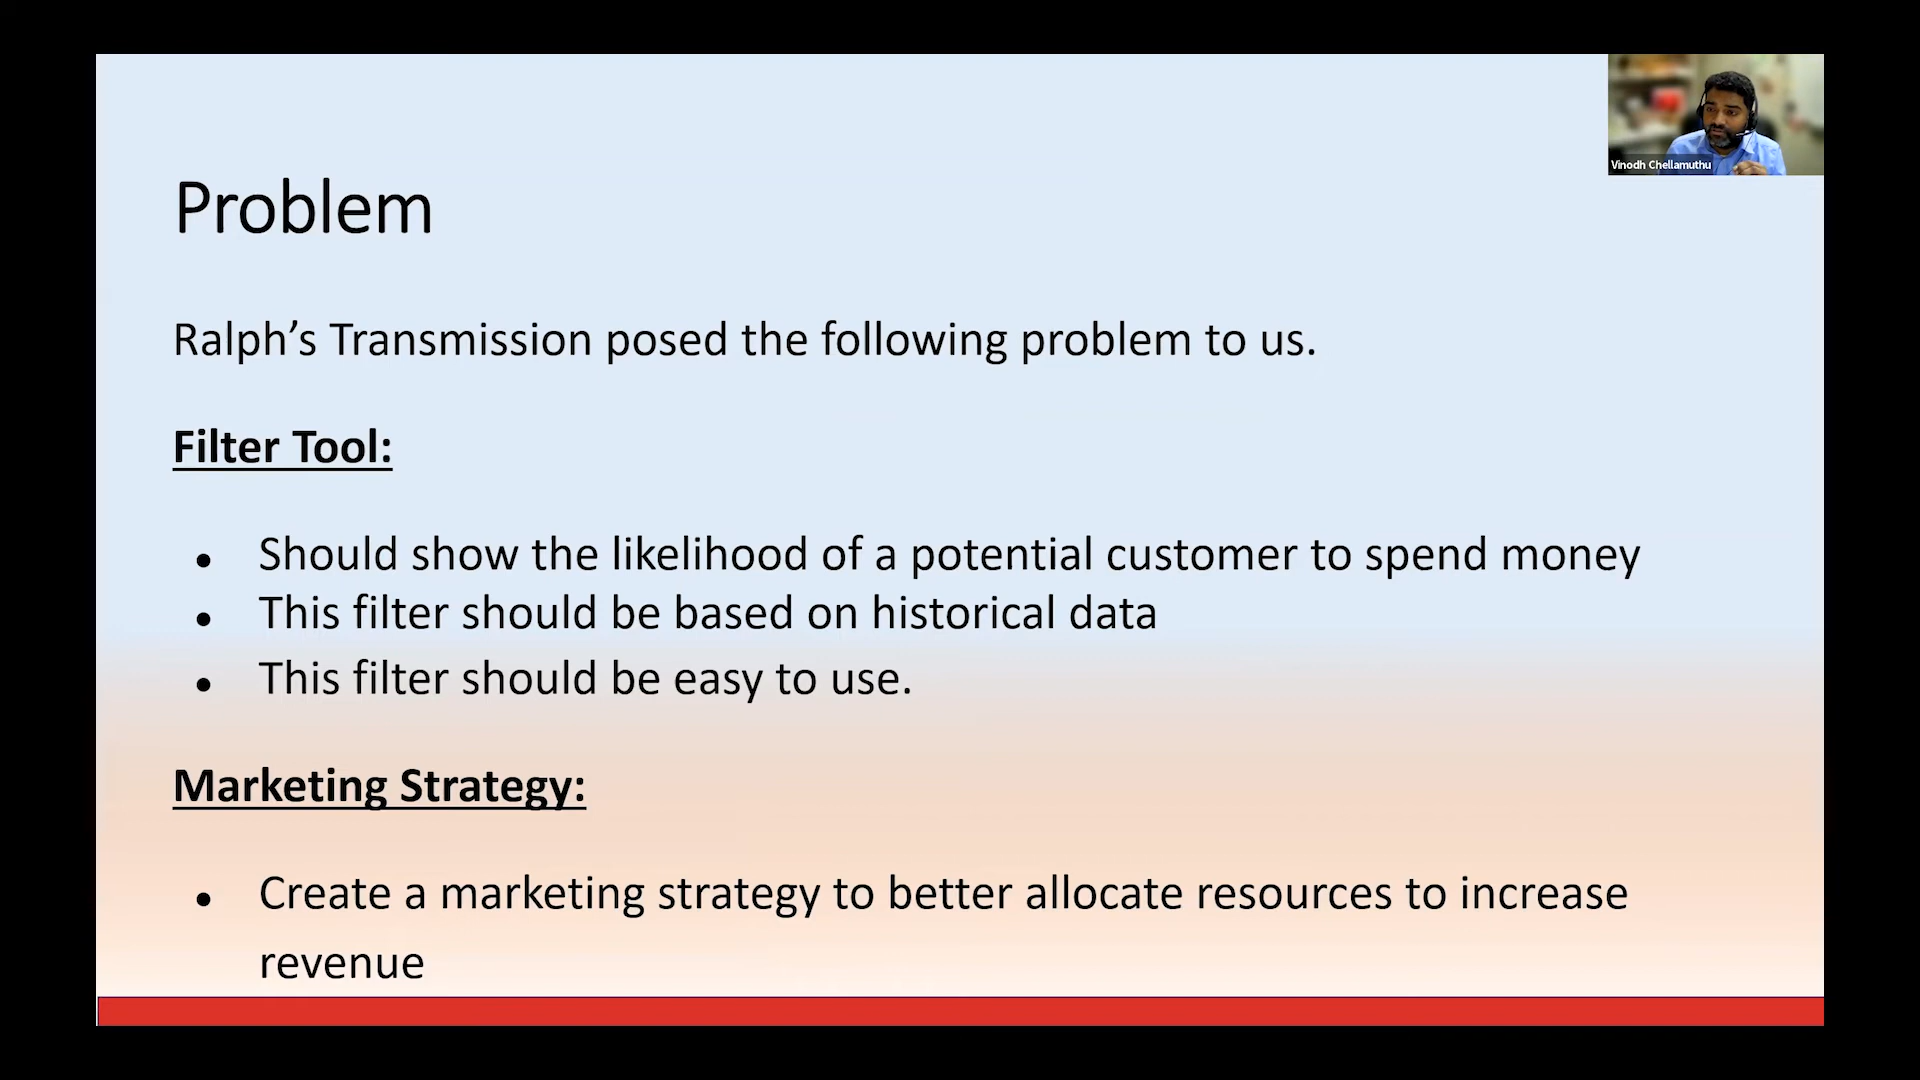 Vinodh Chellamuthu
Problem
Ralph’s Transmission posed the following problem to us.
Filter Tool:
● Should show the likelihood of a potential customer to spend money
● This filter should be based on historical data
● This filter should be easy to use.
Marketing Strategy:
● Create a marketing strategy to better allocate resources to increase
revenue